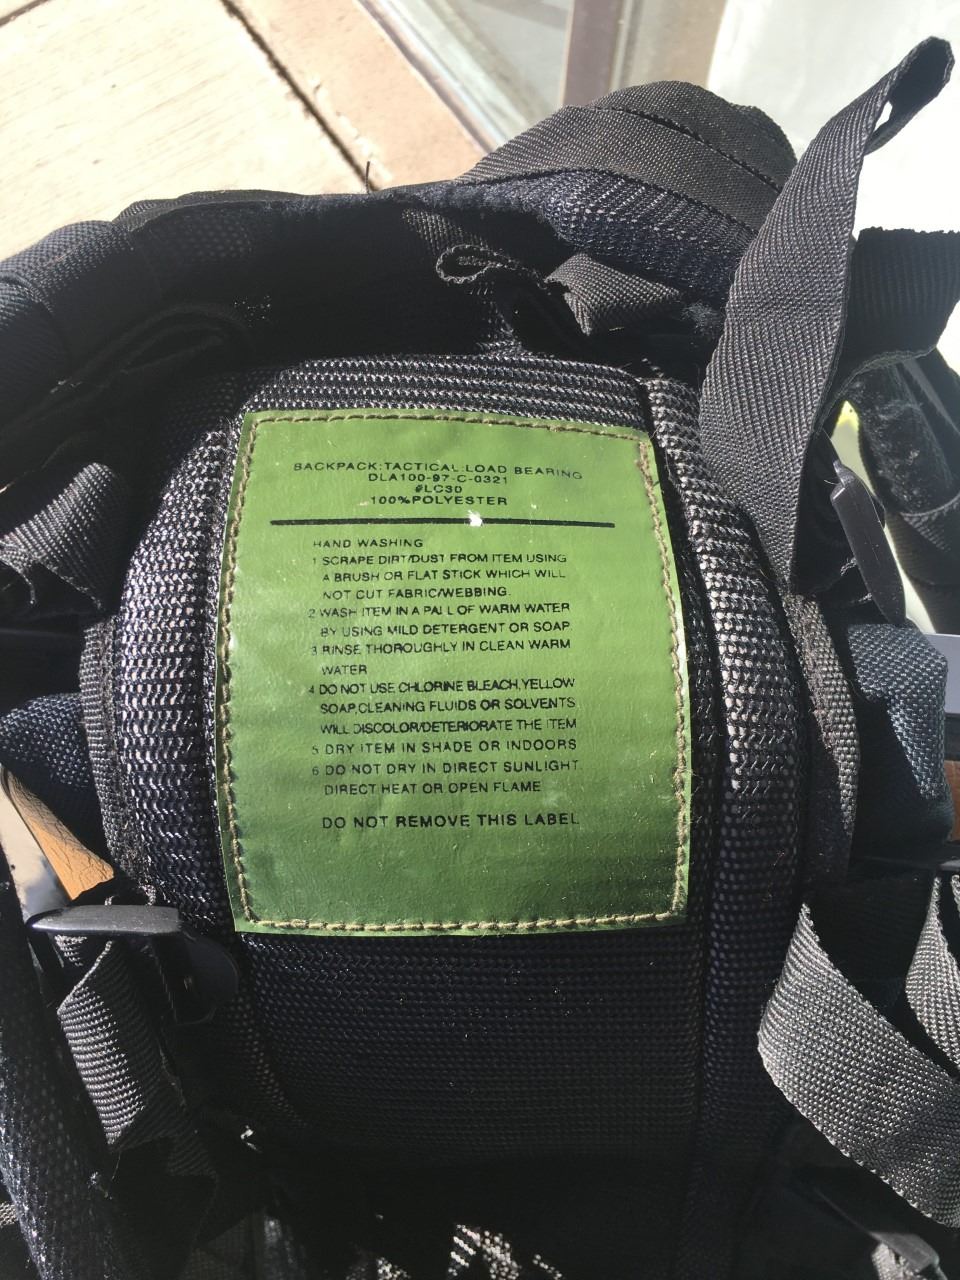 BACKPACK:TACTICAL:LOAD BEARING
DLA100-97-C-0321
#LC30
100%POLYESTER
HAND WASHING
1 SCRAPE DIRT/DUST FROM ITEM USING
A BRUSH OR FLAT STICK WHICH WILL
NOT CUT FABRIC/WEBBING.
2 WASH ITEM IN A PAIL OF WARM WATER
BY USING MILD DETERGENT OR SOAP.
3 RINSE THOROUGHLY IN CLEAN WARM
WATER
4 DO NOT USE CHLORINE BLEACH,YELLOW
SOAP,CLEANING FLUIDS OR SOLVENTS
WILL DISCOLOR/DETERIORATE THE ITEM
5 DRY ITEM IN SHADE OR INDOORS
6 DO NOT DRY IN DIRECT SUNLIGHT.
DIRECT HEAT OR OPEN FLAME
DO NOT REMOVE THIS LABEL